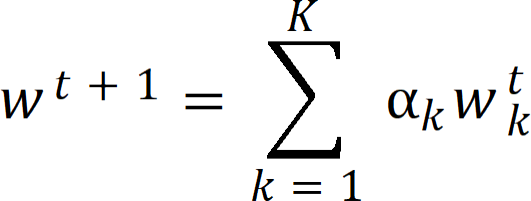 w^{t + 1} = \sum_{k = 1}^{K} α_k w_k^t